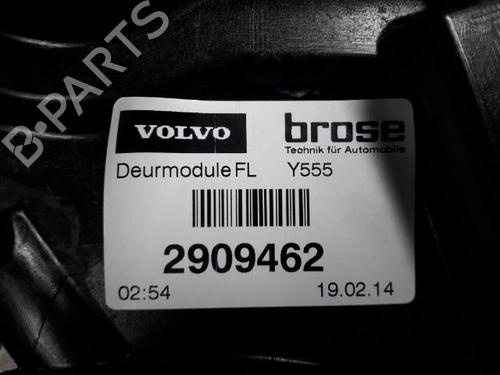 B-PARTS
VOLVO brose
Technik für Automobile
Deurmodule FL Y555
2909462
02:54 19.02.14